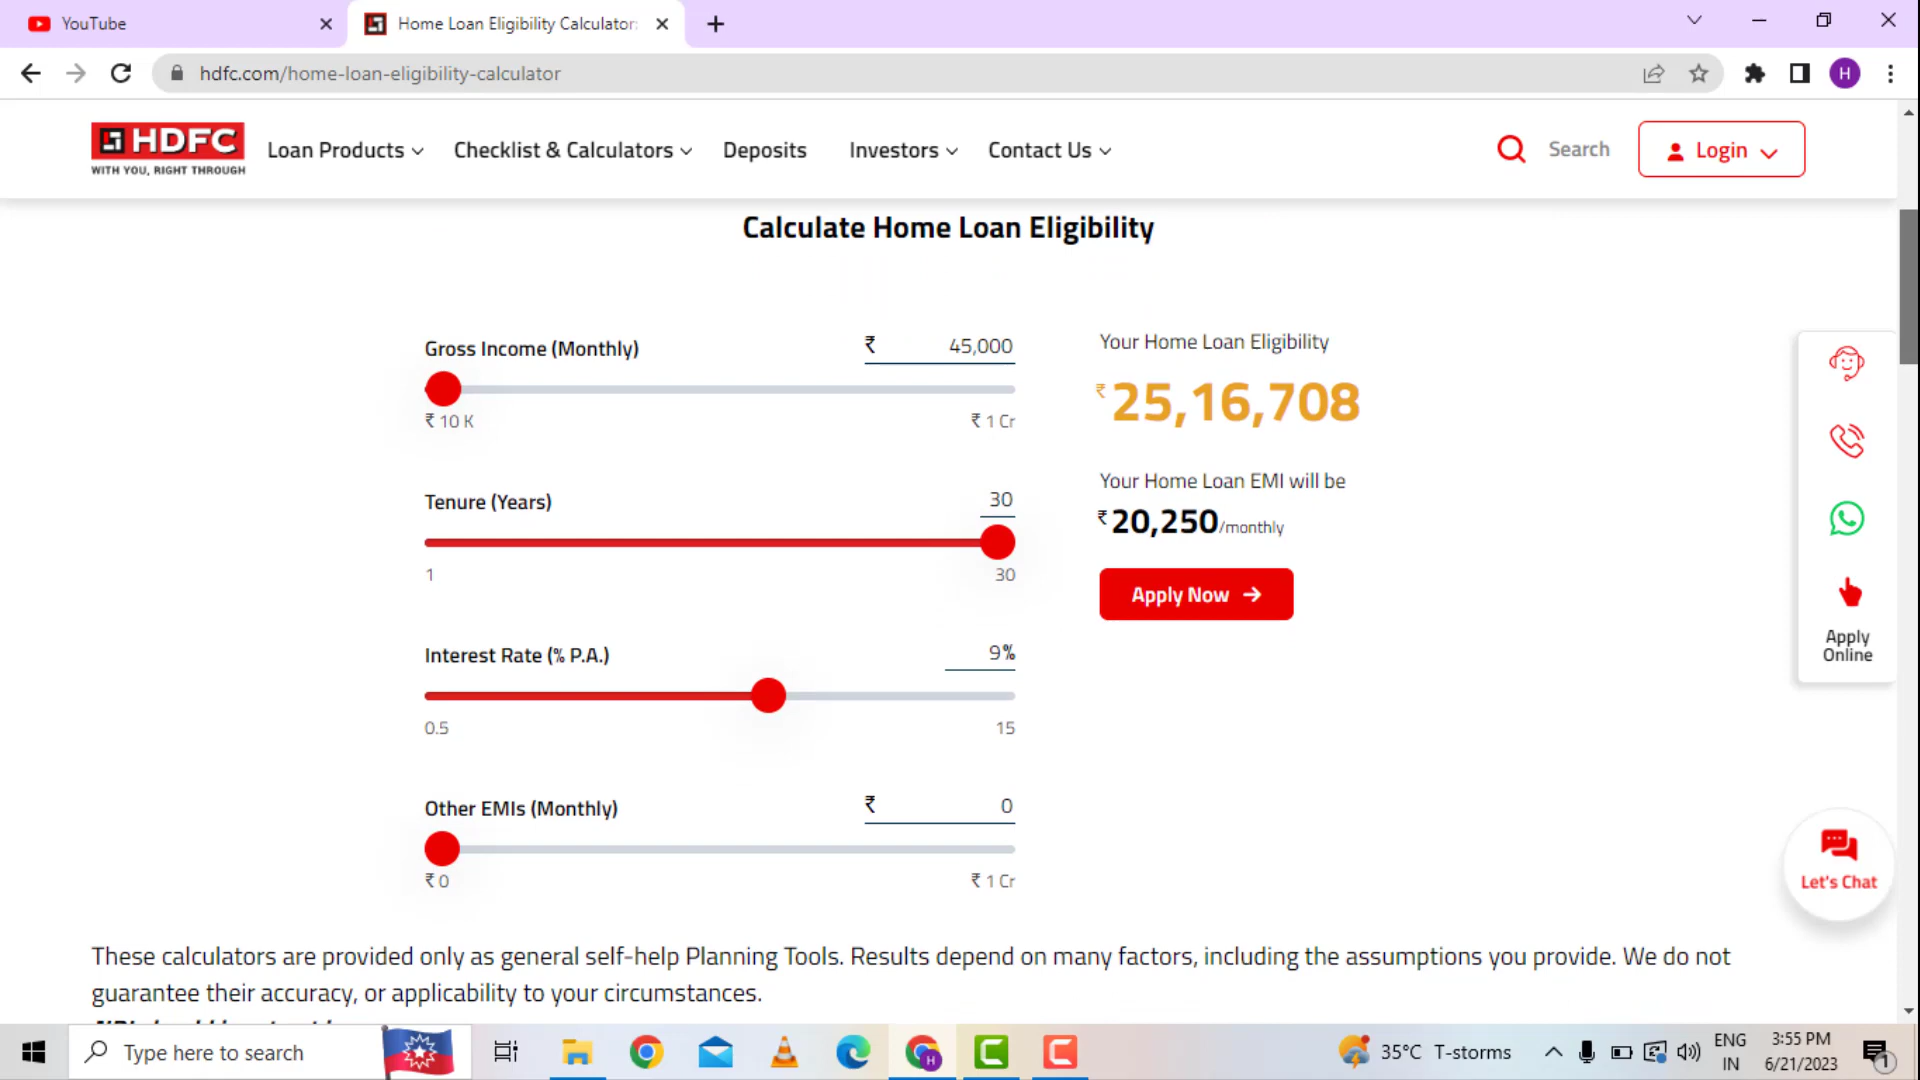 YouTube
Home Loan Eligibility Calculator:
hdfc.com/home-loan-eligibility-calculator
H
HDFC
WITH YOU, RIGHT THROUGH
Loan Products
Checklist & Calculators
Deposits
Investors
Contact Us
Search
Login
Calculate Home Loan Eligibility
Gross Income (Monthly)
₹ 45,000
₹ 10 K
₹ 1 Cr
Tenure (Years)
30
1
30
Interest Rate (% P.A.)
9%
0.5
15
Other EMIs (Monthly)
₹ 0
₹ 0
₹ 1 Cr
Your Home Loan Eligibility
₹25,16,708
Your Home Loan EMI will be
₹20,250/monthly
Apply Now
Apply
Online
Let's Chat
These calculators are provided only as general self-help Planning Tools. Results depend on many factors, including the assumptions you provide. We do not
guarantee their accuracy, or applicability to your circumstances.
Type here to search
H
35°C T-storms
ENG
IN
3:55 PM
6/21/2023
1